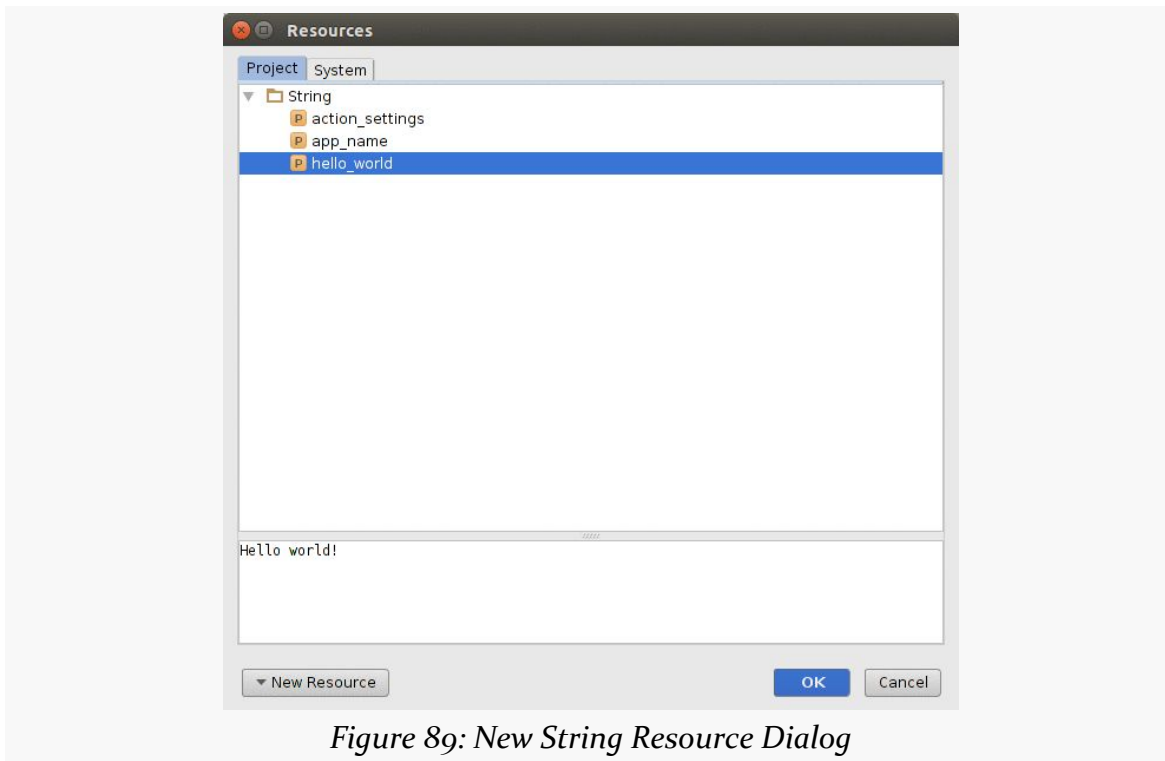 Resources
Project System
String
P action_settings
P app_name
P hello_world
Hello world!
New Resource OK Cancel
Figure 89: New String Resource Dialog